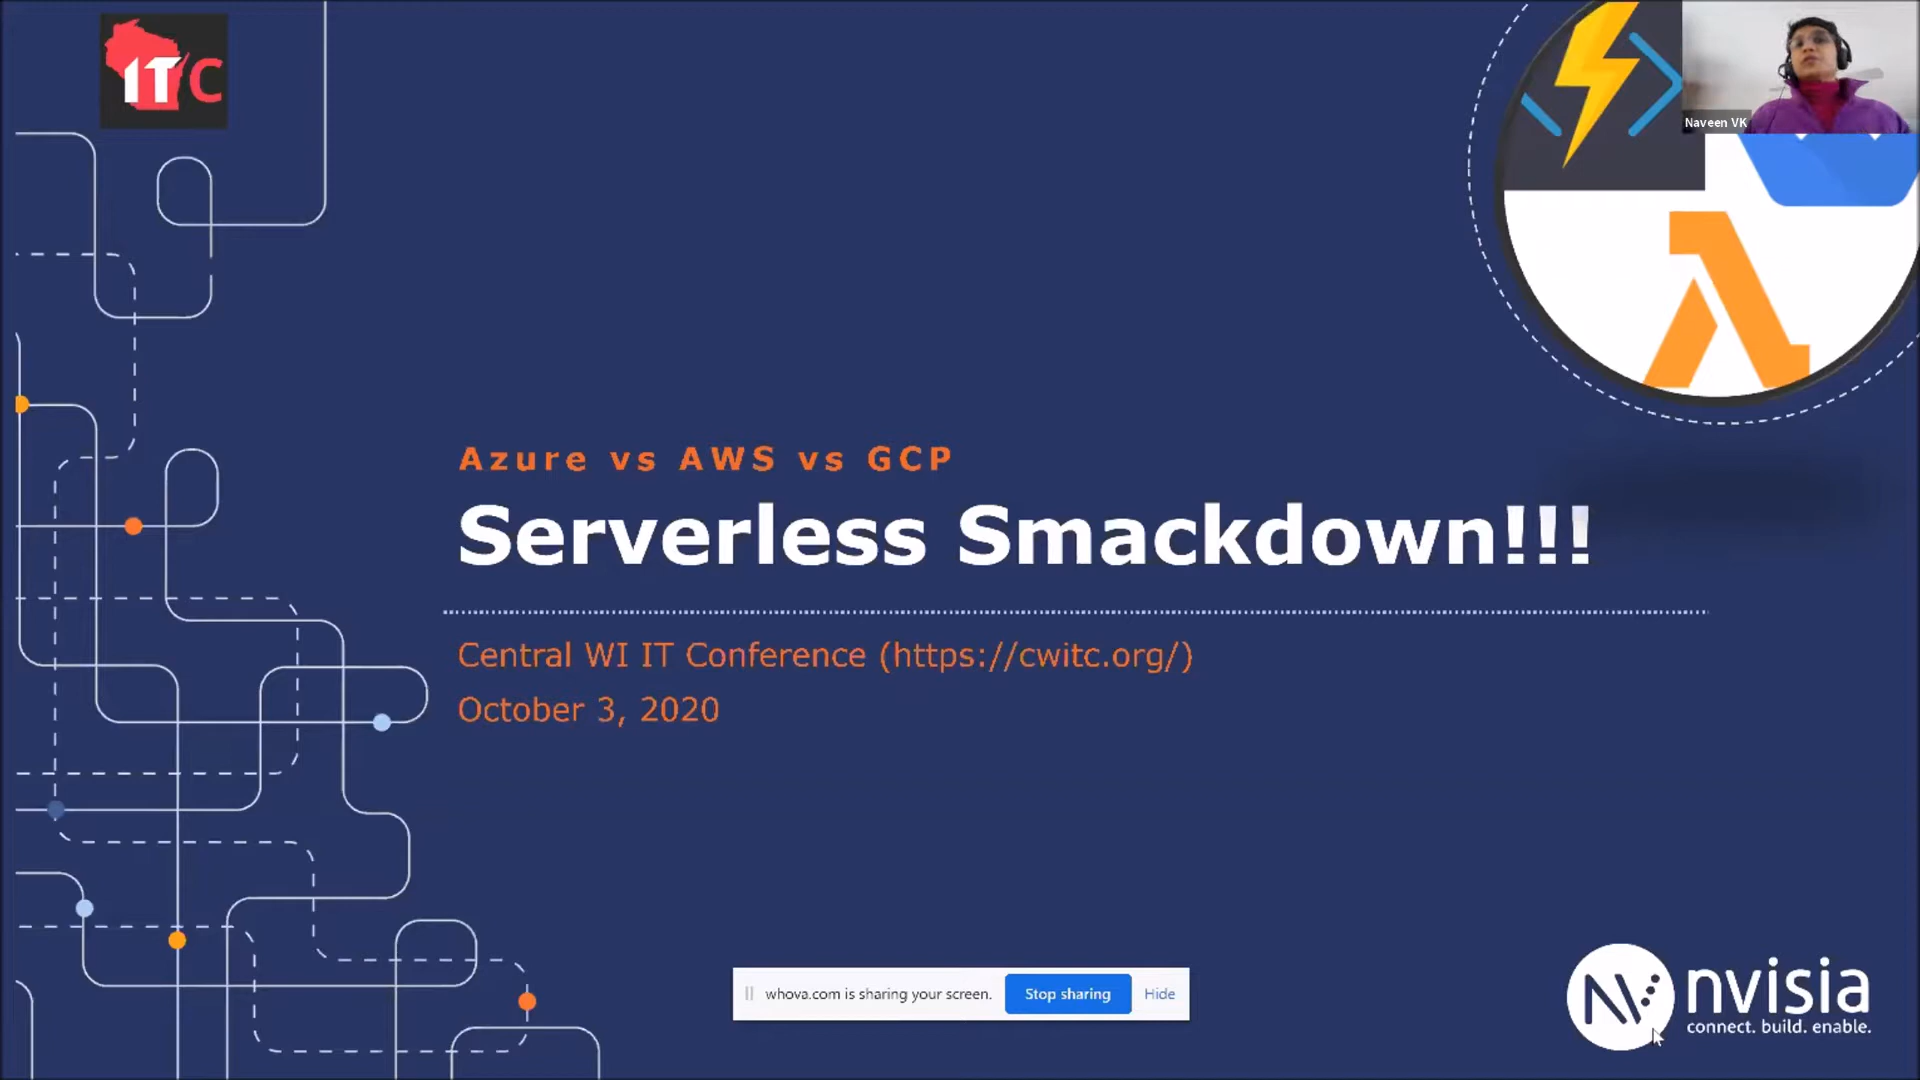 ITC
Naveen VK
Azure vs AWS vs GCP
Serverless Smackdown!!!
Central WI IT Conference (https://cwitc.org/)
October 3, 2020
whova.com is sharing your screen. Stop sharing Hide
nvisia
connect. build. enable.